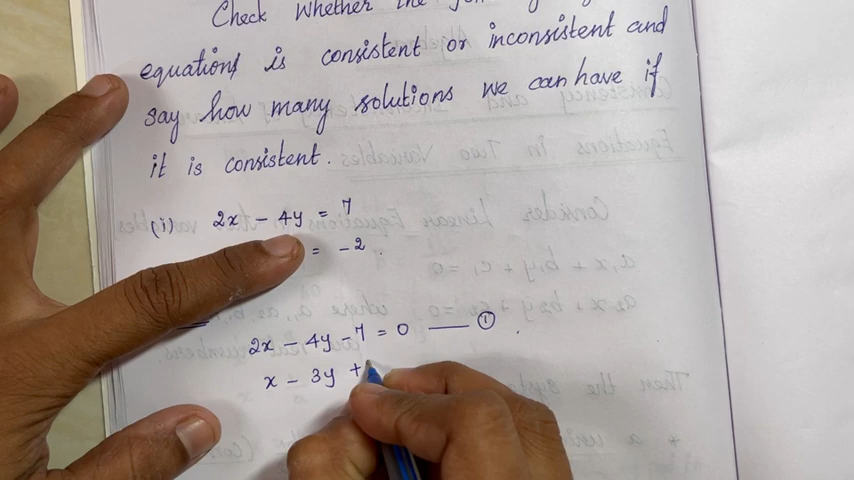 Check whether the
equations is consistent or inconsistent and
say how many solutions we can have if
it is consistent.
(i) 2x - 4y = 7
= -2.
2x - 4y - 7 = 0 — ①
x - 3y +